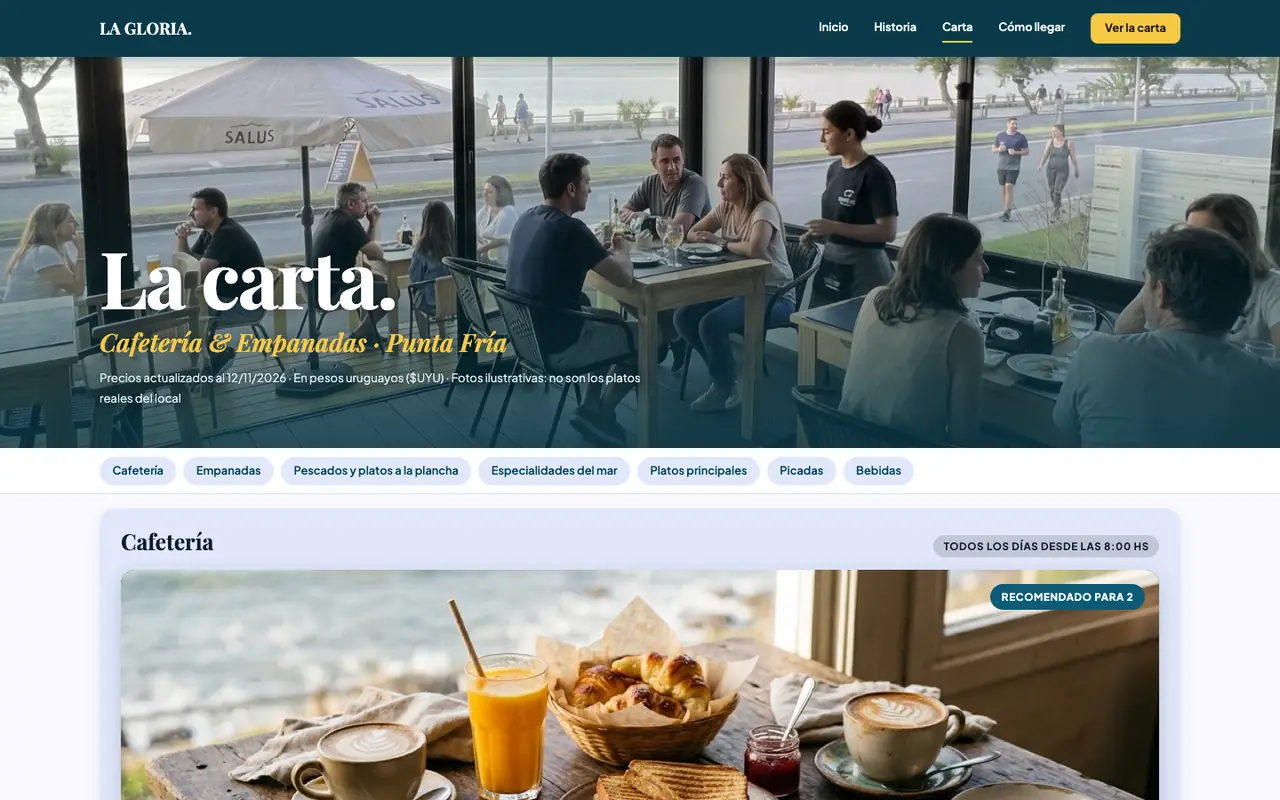 LA GLORIA.
Inicio Historia Carta Cómo llegar Ver la carta
SALUS
SALUS
La carta.
Cafetería & Empanadas · Punta Fría
Precios actualizados al 12/11/2026 · En pesos uruguayos ($UYU) · Fotos ilustrativas: no son los platos
reales del local
Cafetería Empanadas Pescados y platos a la plancha Especialidades del mar Platos principales Picadas Bebidas
Cafetería
TODOS LOS DÍAS DESDE LAS 8:00 HS
RECOMENDADO PARA 2